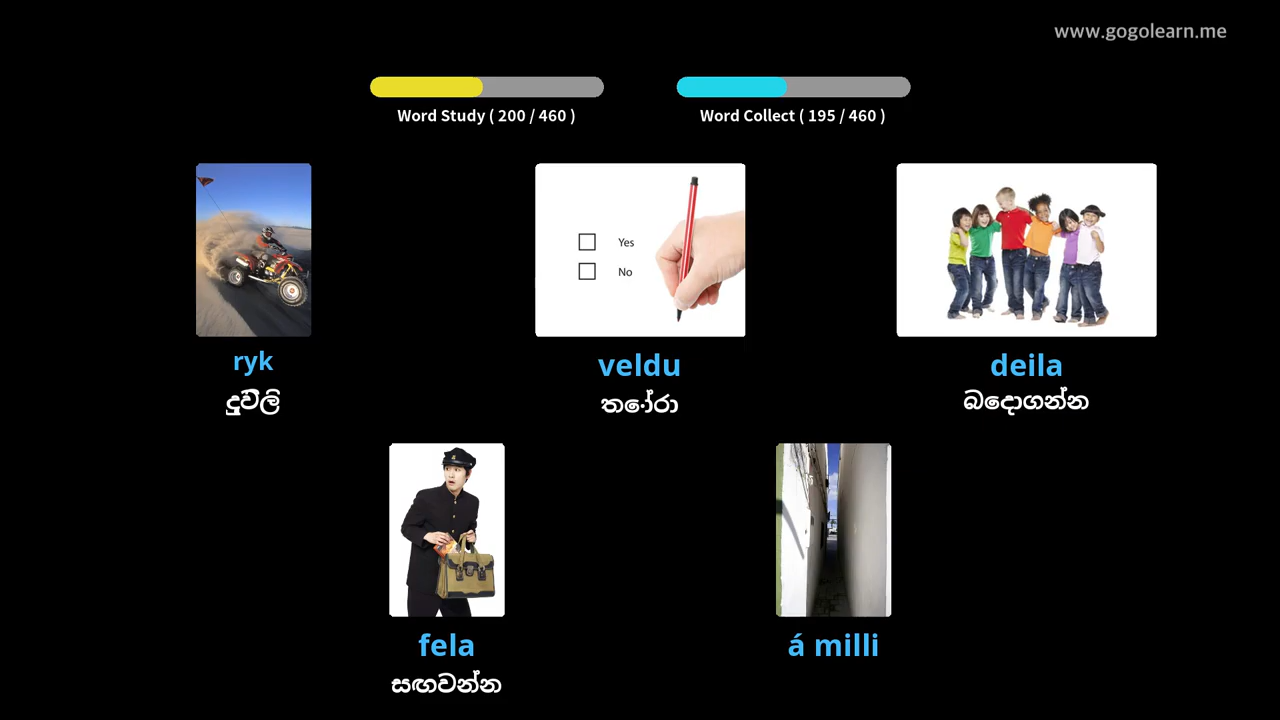 www.gogolearn.me
Word Study ( 200 / 460 )
Word Collect ( 195 / 460 )
Yes
No
ryk
veldu
deila
දුවිලි
තෝරා
බෙදාගන්න
fela
á milli
සඟවන්න